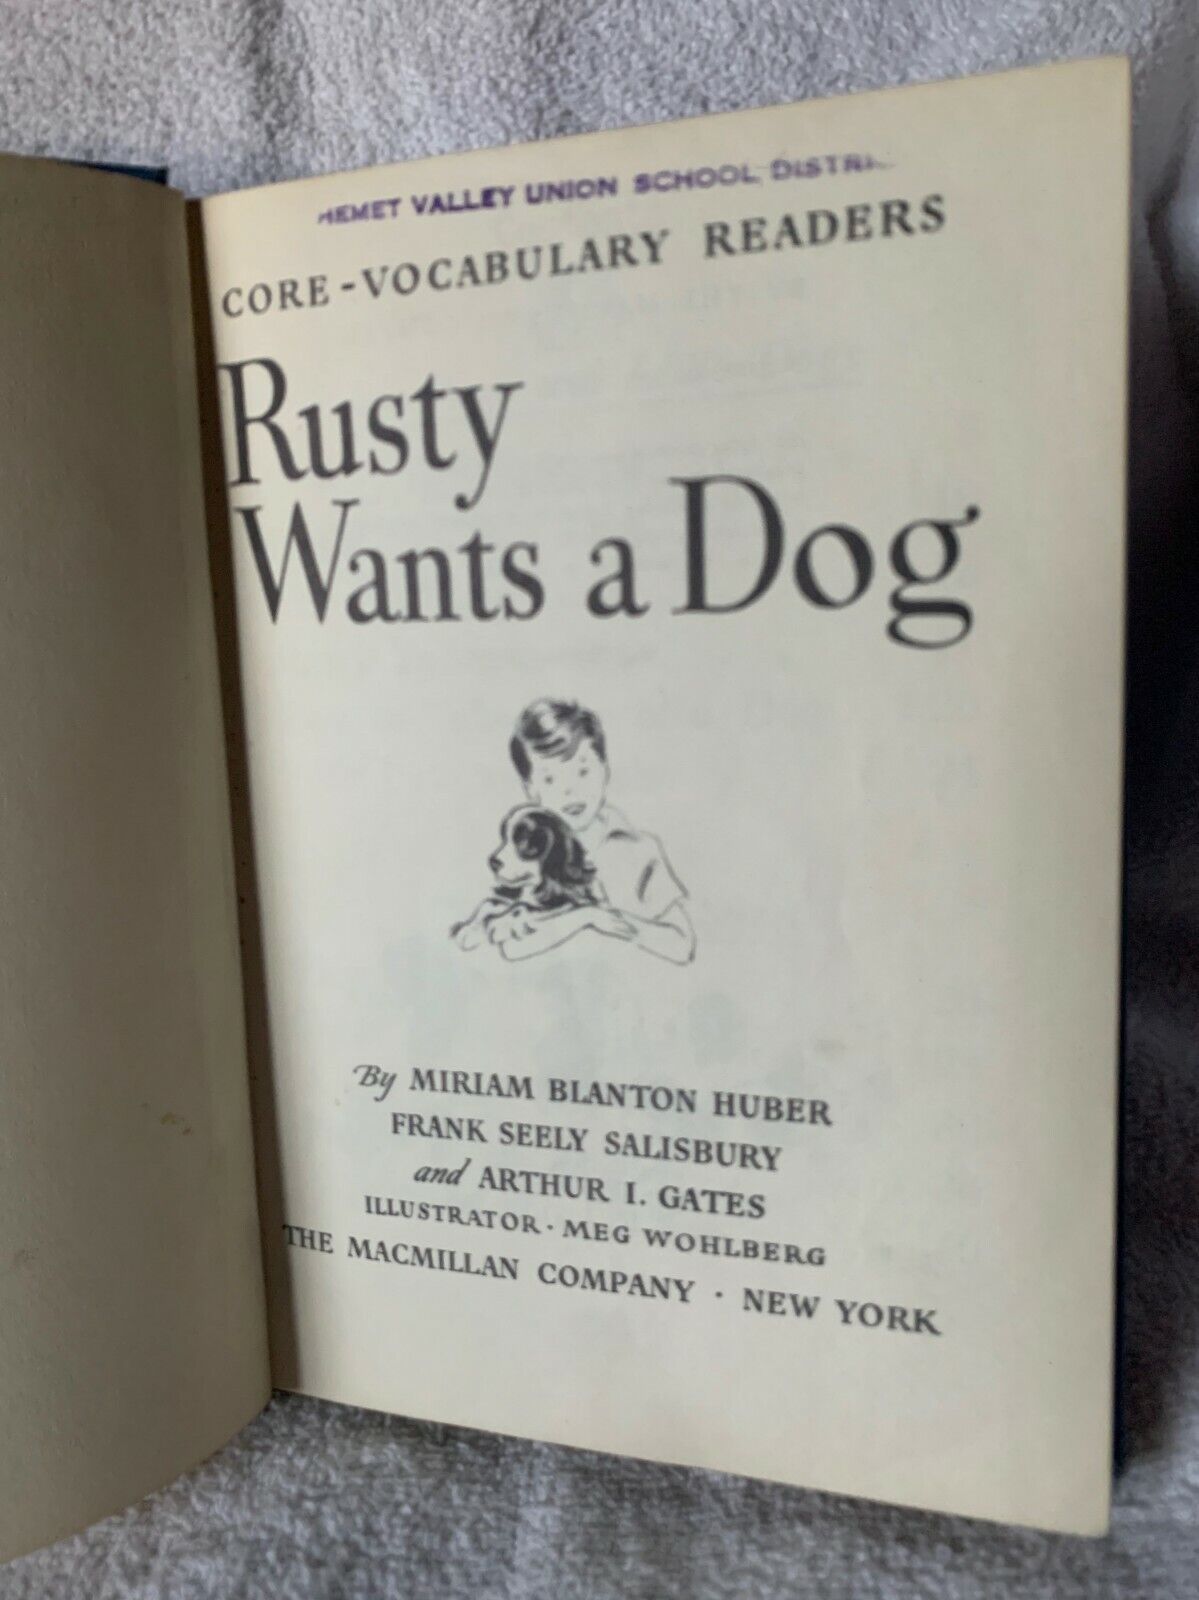 HEMET VALLEY UNION SCHOOL
CORE-VOCABULARY READERS
Rusty
Wants a Dog
By MIRIAM BLANTON HUBER
FRANK SEELY SALISBURY
and ARTHUR I. GATES
ILLUSTRATOR · MEG WOHLBERG
THE MACMILLAN COMPANY · NEW YORK